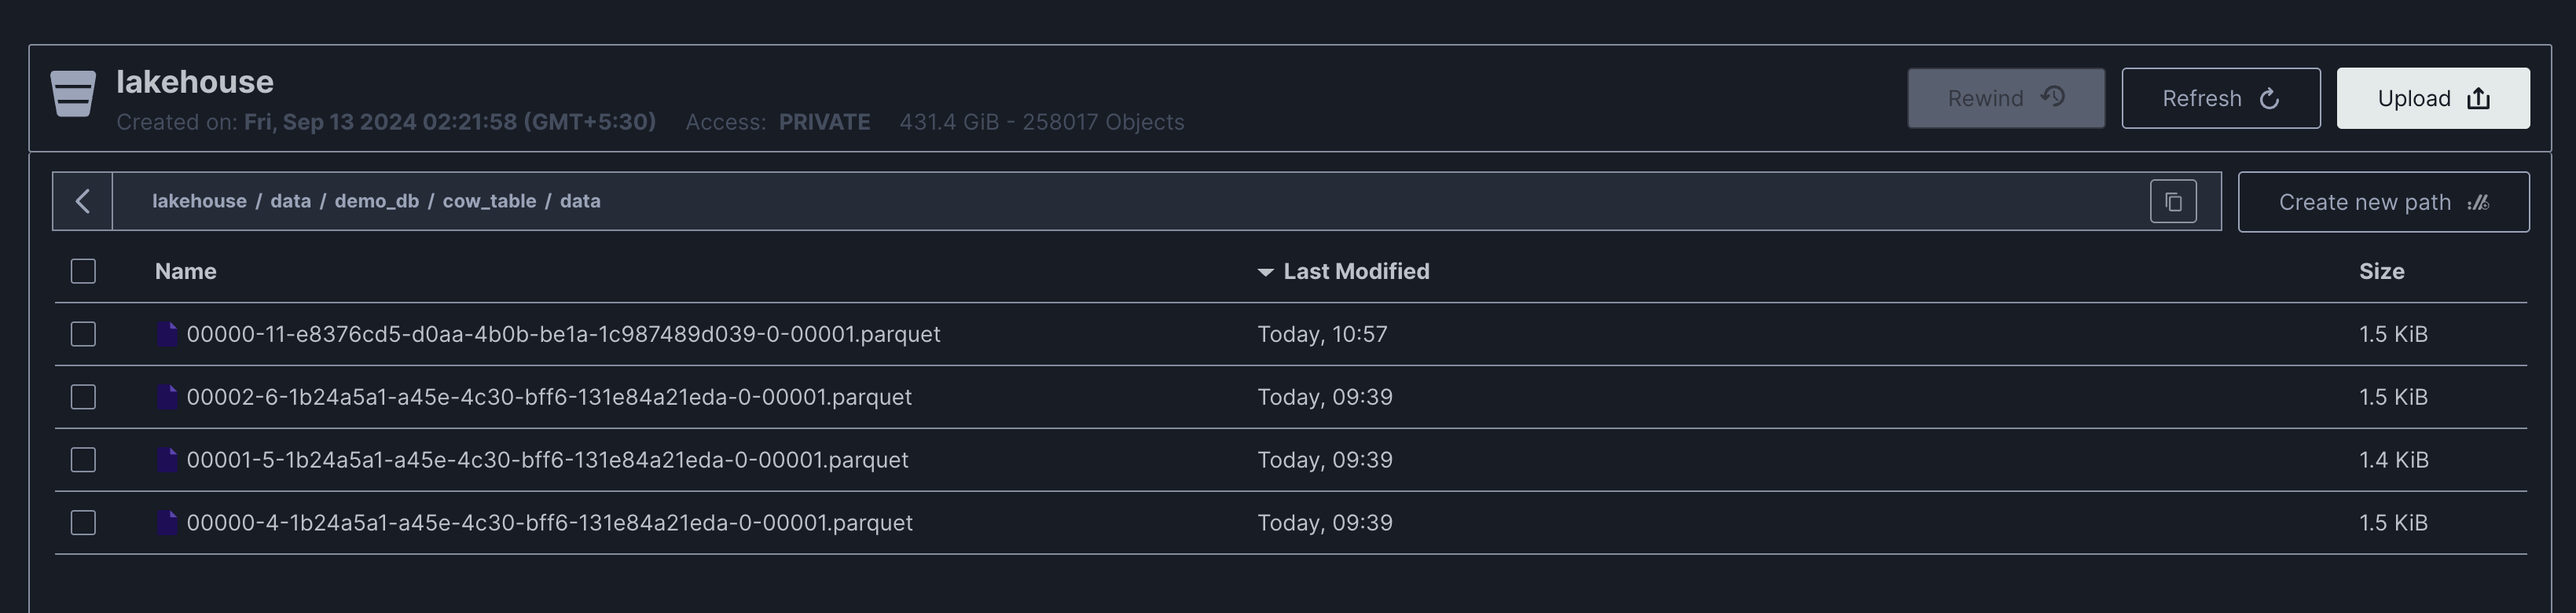 lakehouse
Created on: Fri, Sep 13 2024 02:21:58 (GMT+5:30) Access: PRIVATE 431.4 GiB - 258017 Objects
Rewind Refresh Upload
lakehouse / data / demo_db / cow_table / data
Create new path
Name Last Modified Size
00000-11-e8376cd5-d0aa-4b0b-be1a-1c987489d039-0-00001.parquet Today, 10:57 1.5 KiB
00002-6-1b24a5a1-a45e-4c30-bff6-131e84a21eda-0-00001.parquet Today, 09:39 1.5 KiB
00001-5-1b24a5a1-a45e-4c30-bff6-131e84a21eda-0-00001.parquet Today, 09:39 1.4 KiB
00000-4-1b24a5a1-a45e-4c30-bff6-131e84a21eda-0-00001.parquet Today, 09:39 1.5 KiB